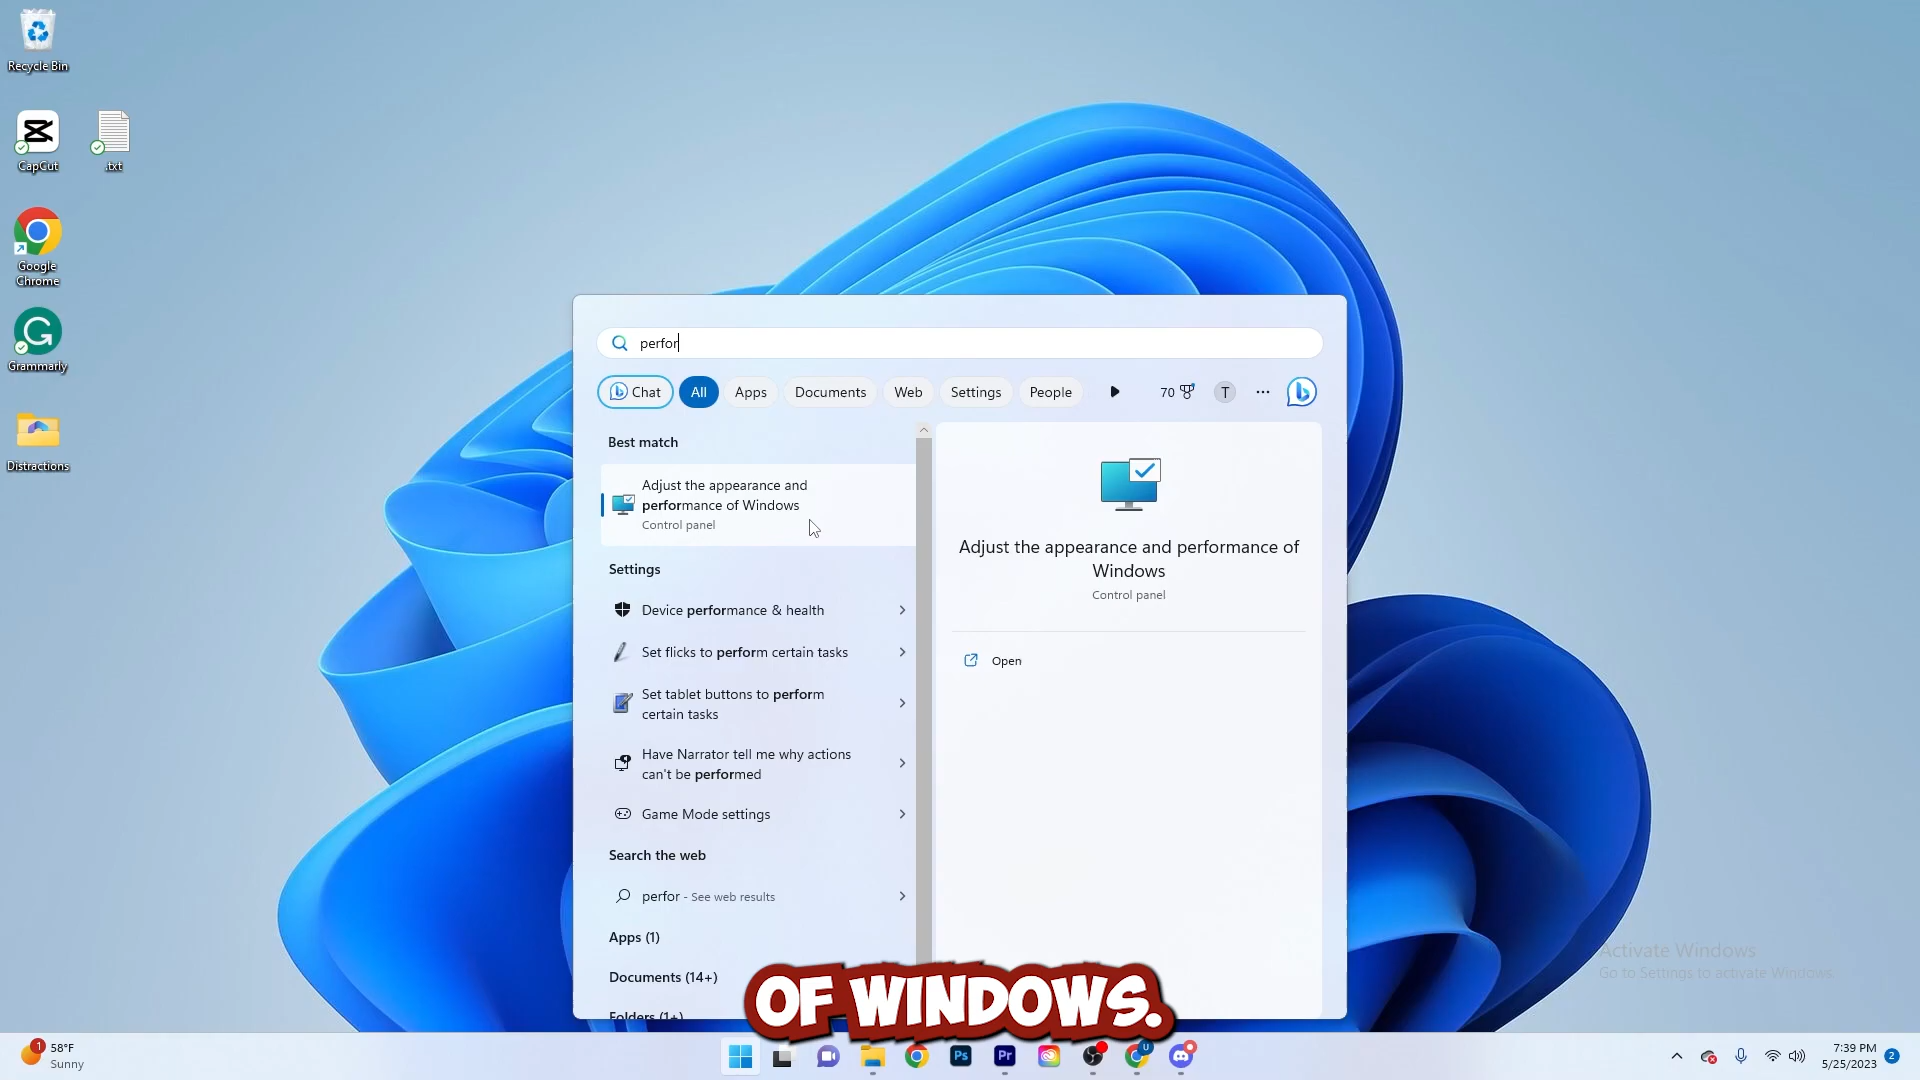 Recycle Bin
CapCut
.txt
Google
Chrome
Grammarly
Distractions
perfor
Chat
All
Apps
Documents
Web
Settings
People
70
T
Best match
Adjust the appearance and
performance of Windows
Control panel
Settings
Device performance & health
Set flicks to perform certain tasks
Set tablet buttons to perform
certain tasks
Have Narrator tell me why actions
can't be performed
Game Mode settings
Search the web
perfor - See web results
Apps (1)
Documents (14+)
Folders (1+)
Adjust the appearance and performance of
Windows
Control panel
Open
Activate Windows
Go to Settings to activate Windows.
OF WINDOWS.
1
58°F
Sunny
Ps
Pr
U
7:39 PM
5/25/2023
2